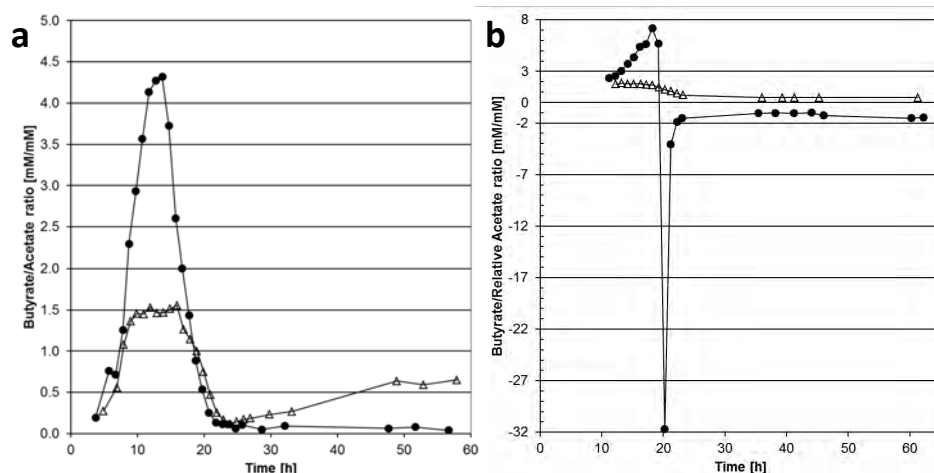 a
Butyrate/Acetate ratio [mM/mM]
5.0
4.5
4.0
3.5
3.0
2.5
2.0
1.5
1.0
0.5
0.0
0 10 20 30 40 50 60
Time [h]
b
Butyrate/Relative Acetate ratio [mM/mM]
8
3
0
-2
-7
-12
-17
-22
-27
-32
0 10 20 30 40 50 60
Time [h]